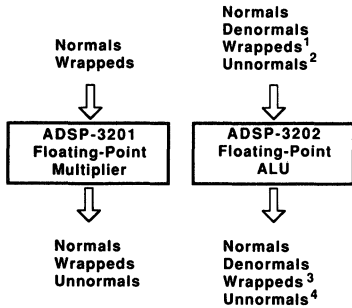 Normals
Wrappeds
ADSP-3201
Floating-Point
Multiplier
Normals
Wrappeds
Unnormals
Normals
Denormals
Wrappeds¹
Unnormals²
ADSP-3202
Floating-Point
ALU
Normals
Denormals
Wrappeds³
Unnormals⁴